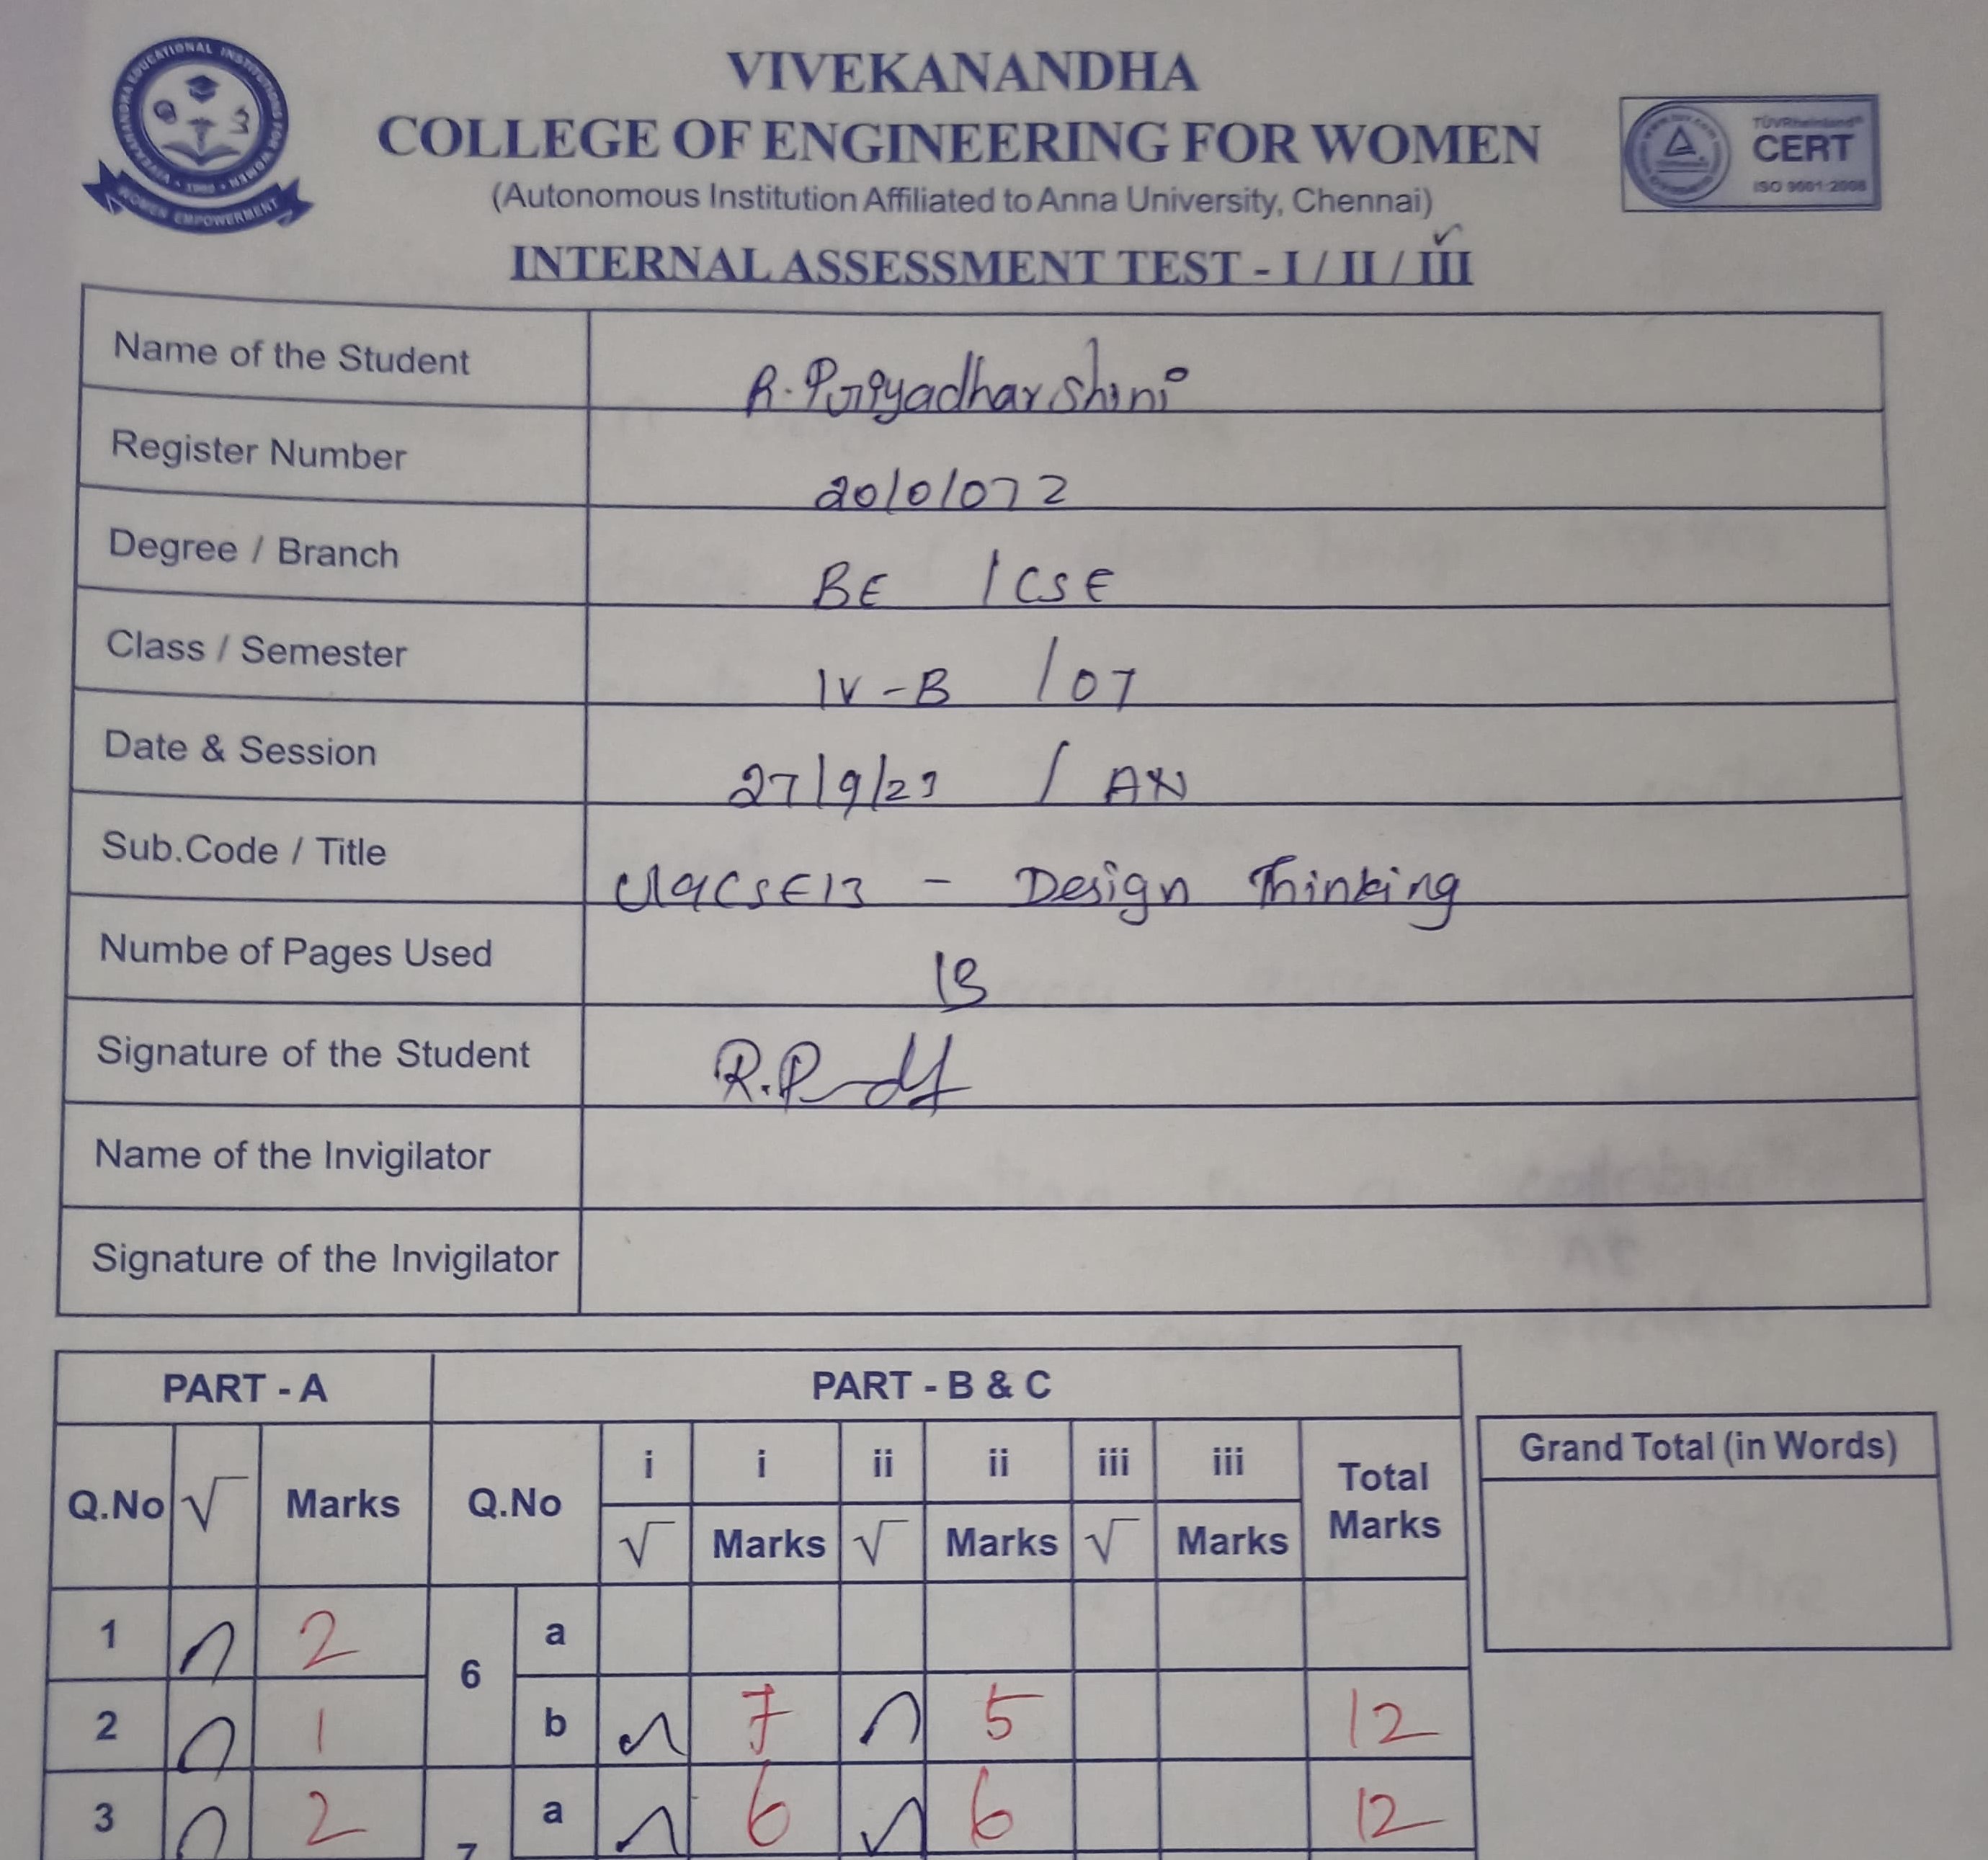 VIVEKANANDHA EDUCATIONAL INSTITUTIONS FOR WOMEN
WOMEN EMPOWERMENT
VIVEKANANDHA
COLLEGE OF ENGINEERING FOR WOMEN
(Autonomous Institution Affiliated to Anna University, Chennai)
INTERNAL ASSESSMENT TEST - I / II / III
TÜVRheinland®
CERT
ISO 9001:2008
Name of the Student R. Priyadharshini
Register Number 20101072
Degree / Branch BE / CSE
Class / Semester IV - B / 07
Date & Session 27/9/23 / AN
Sub.Code / Title U19CSE13 - Design Thinking
Numbe of Pages Used 13
Signature of the Student
Name of the Invigilator
Signature of the Invigilator
PART - A PART - B & C
Q.No √ Marks Q.No i i ii ii iii iii Total Marks
√ Marks √ Marks √ Marks
1 2 6 a
2 1 b 7 5 12
3 2 7 a 6 6 12
Grand Total (in Words)